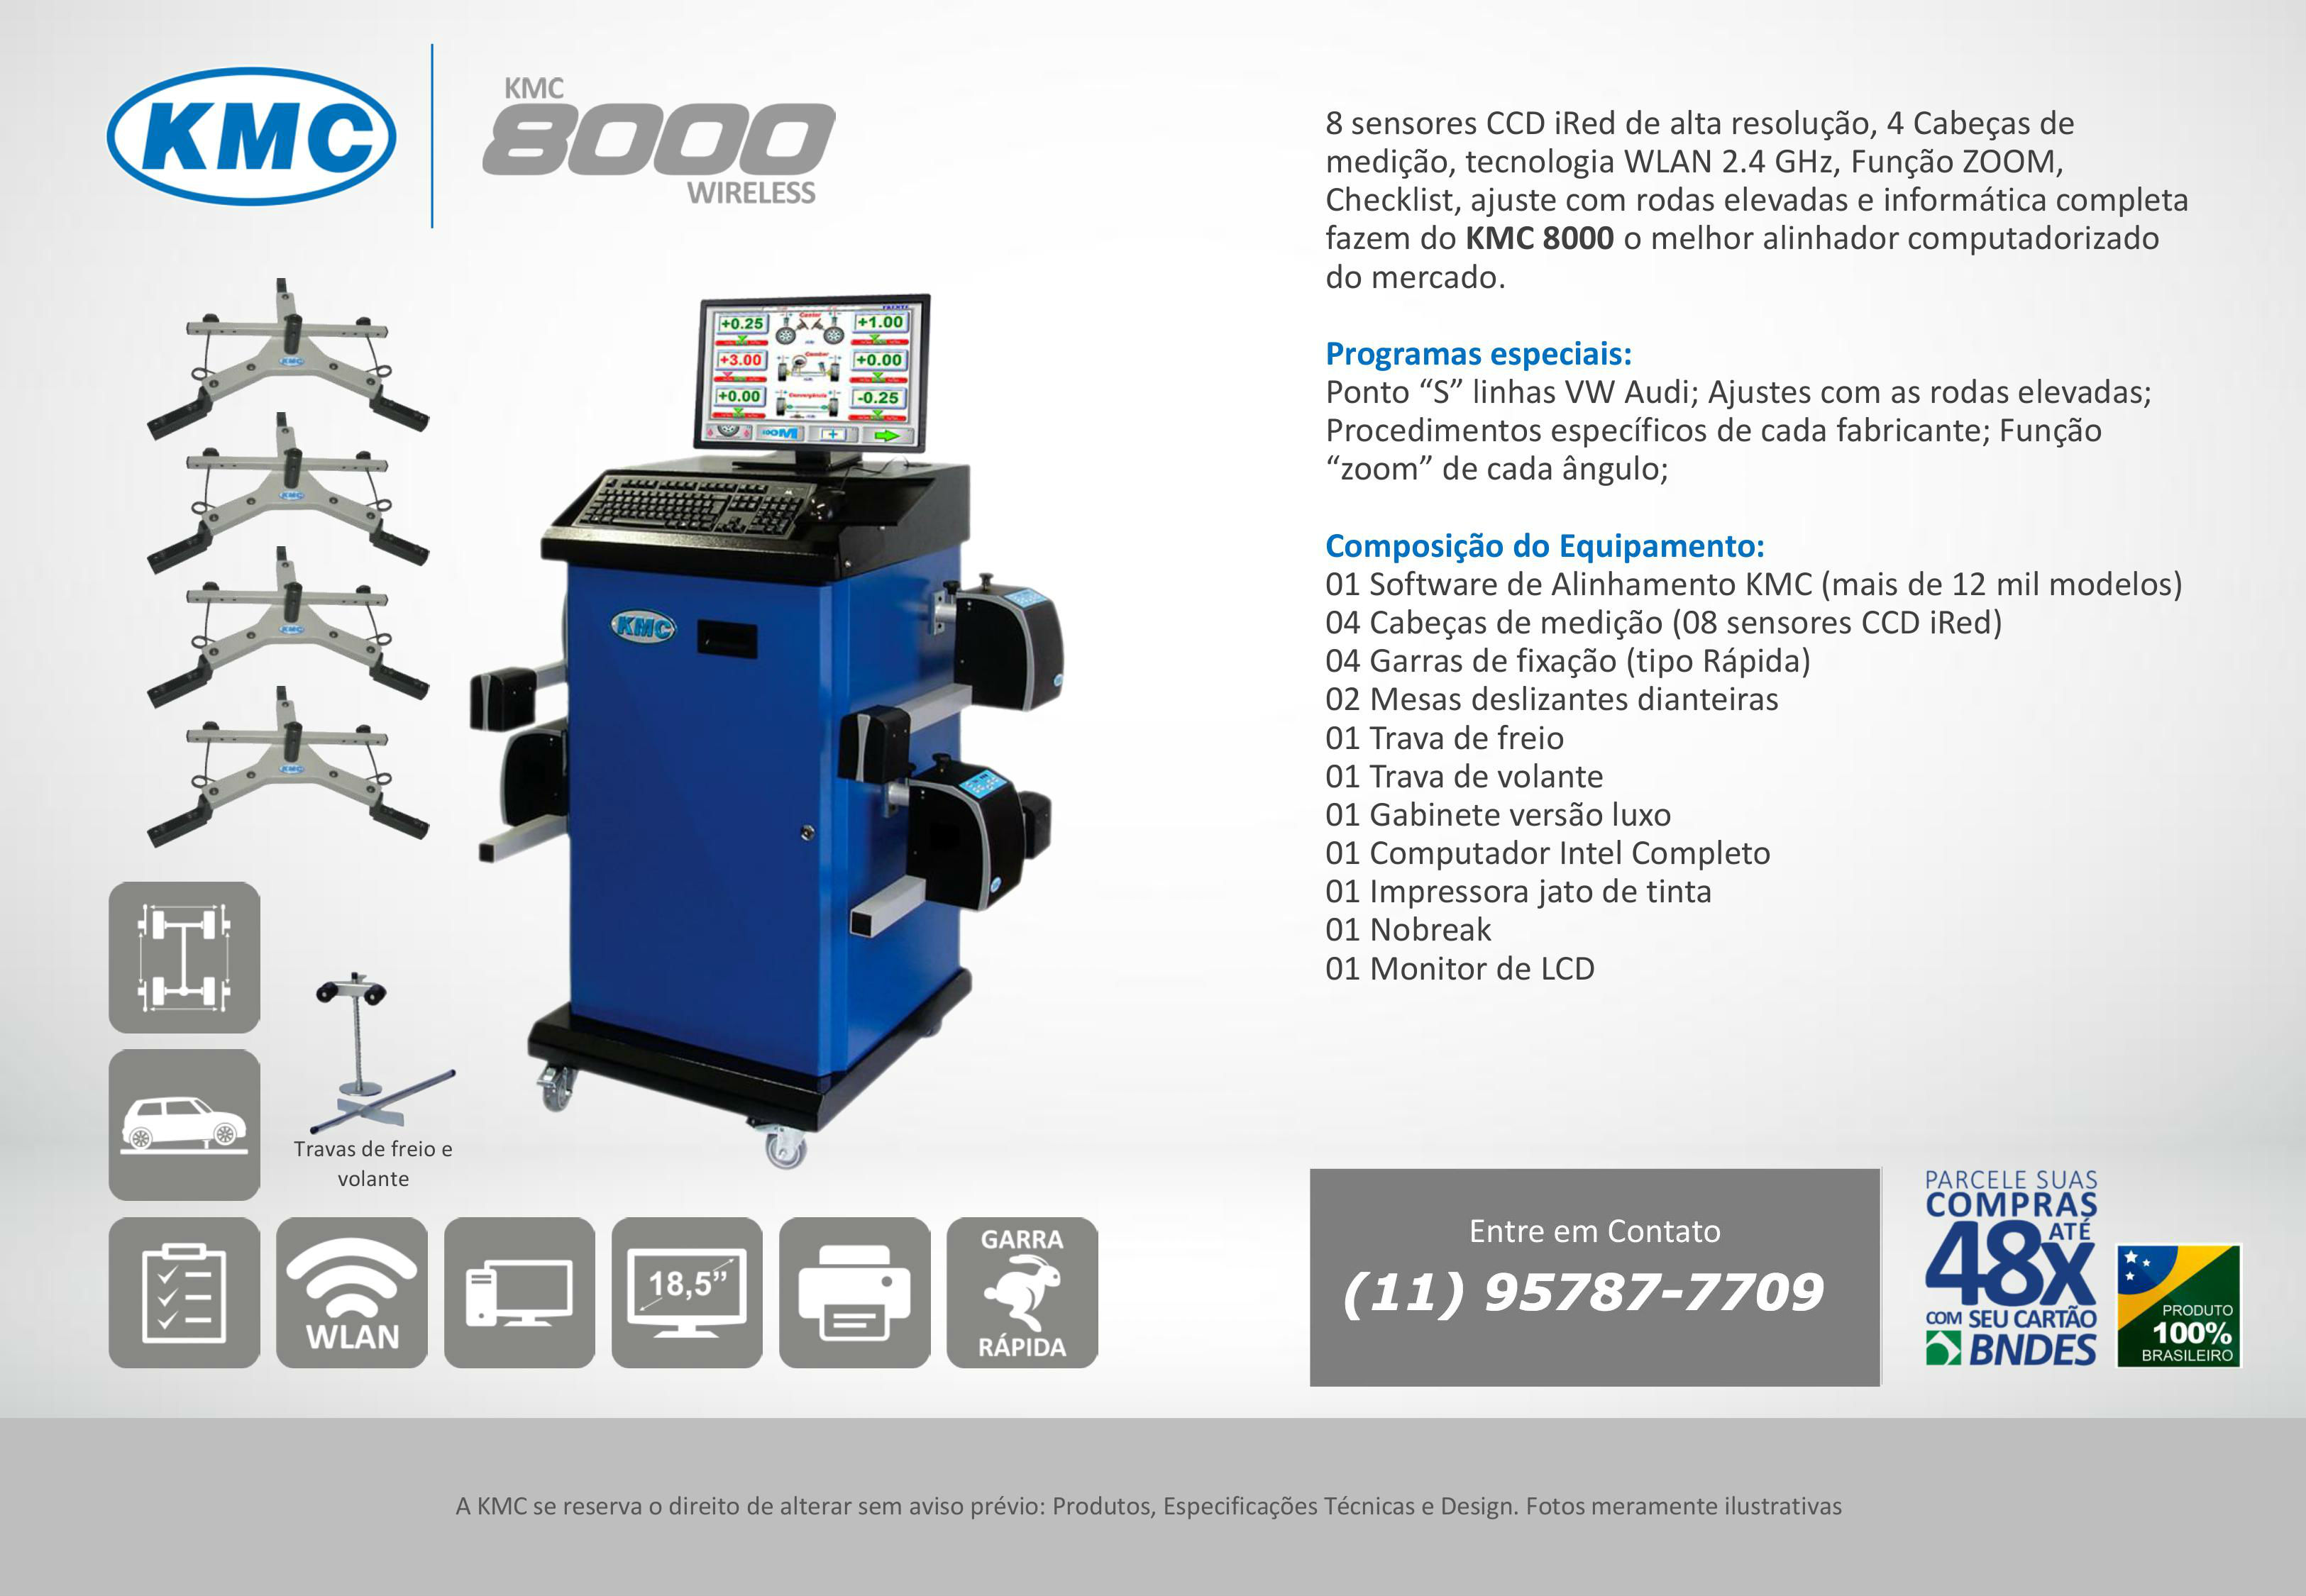 KMC
KMC
8000
WIRELESS
8 sensores CCD iRed de alta resolução, 4 Cabeças de
medição, tecnologia WLAN 2.4 GHz, Função ZOOM,
Checklist, ajuste com rodas elevadas e informática completa
fazem do KMC 8000 o melhor alinhador computadorizado
do mercado.
Programas especiais:
Ponto “S” linhas VW Audi; Ajustes com as rodas elevadas;
Procedimentos específicos de cada fabricante; Função
“zoom” de cada ângulo;
Composição do Equipamento:
01 Software de Alinhamento KMC (mais de 12 mil modelos)
04 Cabeças de medição (08 sensores CCD iRed)
04 Garras de fixação (tipo Rápida)
02 Mesas deslizantes dianteiras
01 Trava de freio
01 Trava de volante
01 Gabinete versão luxo
01 Computador Intel Completo
01 Impressora jato de tinta
01 Nobreak
01 Monitor de LCD
+0.25 Caster +1.00
+3.00 Camber +0.00
+0.00 Convergência -0.25
ZOOM
KMC
KMC
KMC
KMC
KMC
Travas de freio e
volante
WLAN
18,5”
GARRA
RÁPIDA
Entre em Contato
(11) 95787-7709
PARCELE SUAS
COMPRAS
48X ATÉ
COM SEU CARTÃO
BNDES
PRODUTO
100%
BRASILEIRO
A KMC se reserva o direito de alterar sem aviso prévio: Produtos, Especificações Técnicas e Design. Fotos meramente ilustrativas